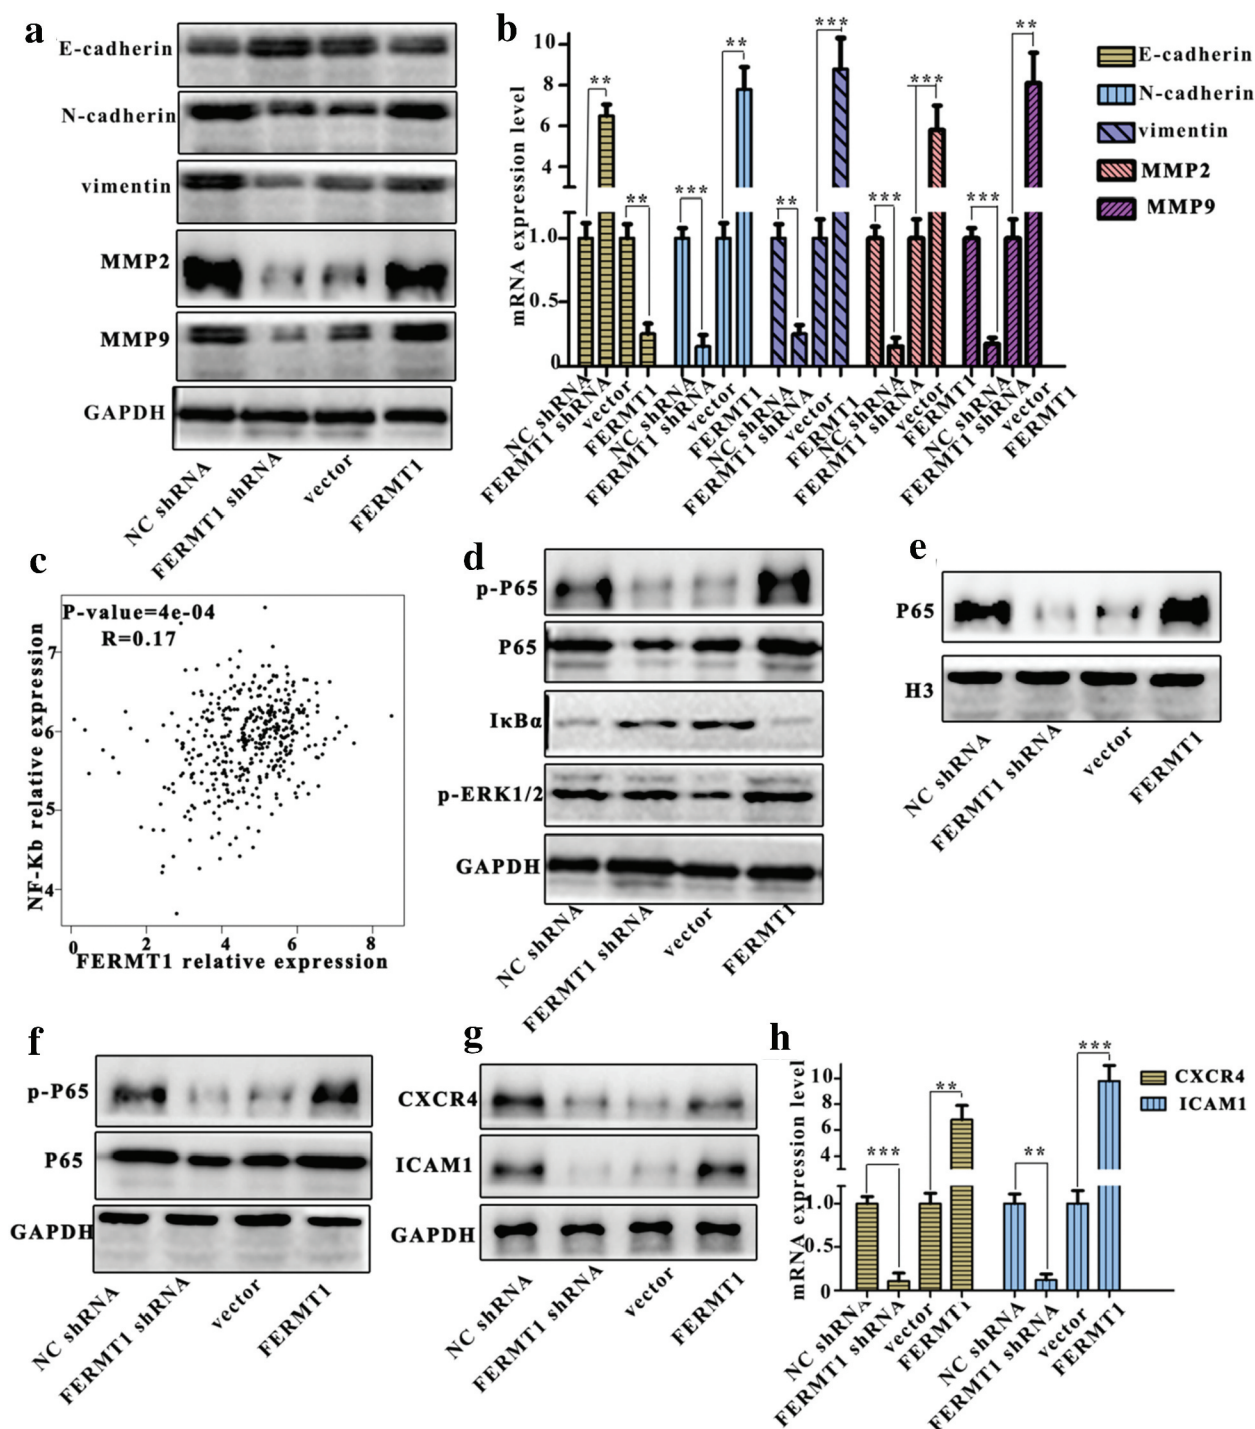 a
E-cadherin
N-cadherin
vimentin
MMP2
MMP9
GAPDH
NC shRNA
FERMT1 shRNA
vector
FERMT1
b
mRNA expression level
10
8
6
4
1.0
0.5
0
**
**
***
**
**
***
***
***
***
**
NC shRNA
FERMT1 shRNA
vector
FERMT1
NC shRNA
FERMT1 shRNA
vector
FERMT1
NC shRNA
FERMT1 shRNA
vector
FERMT1
NC shRNA
FERMT1 shRNA
vector
FERMT1
NC shRNA
FERMT1 shRNA
vector
FERMT1
E-cadherin
N-cadherin
vimentin
MMP2
MMP9
c
P-value=4e-04
R=0.17
NF-Kb relative expression
7
6
5
4
0
2
4
6
8
FERMT1 relative expression
d
p-P65
P65
IκBα
p-ERK1/2
GAPDH
NC shRNA
FERMT1 shRNA
vector
FERMT1
e
P65
H3
NC shRNA
FERMT1 shRNA
vector
FERMT1
f
p-P65
P65
GAPDH
NC shRNA
FERMT1 shRNA
vector
FERMT1
g
CXCR4
ICAM1
GAPDH
NC shRNA
FERMT1 shRNA
vector
FERMT1
h
mRNA expression level
10
8
6
4
1.0
0.5
0
***
**
**
***
NC shRNA
FERMT1 shRNA
vector
FERMT1
NC shRNA
FERMT1 shRNA
vector
FERMT1
CXCR4
ICAM1